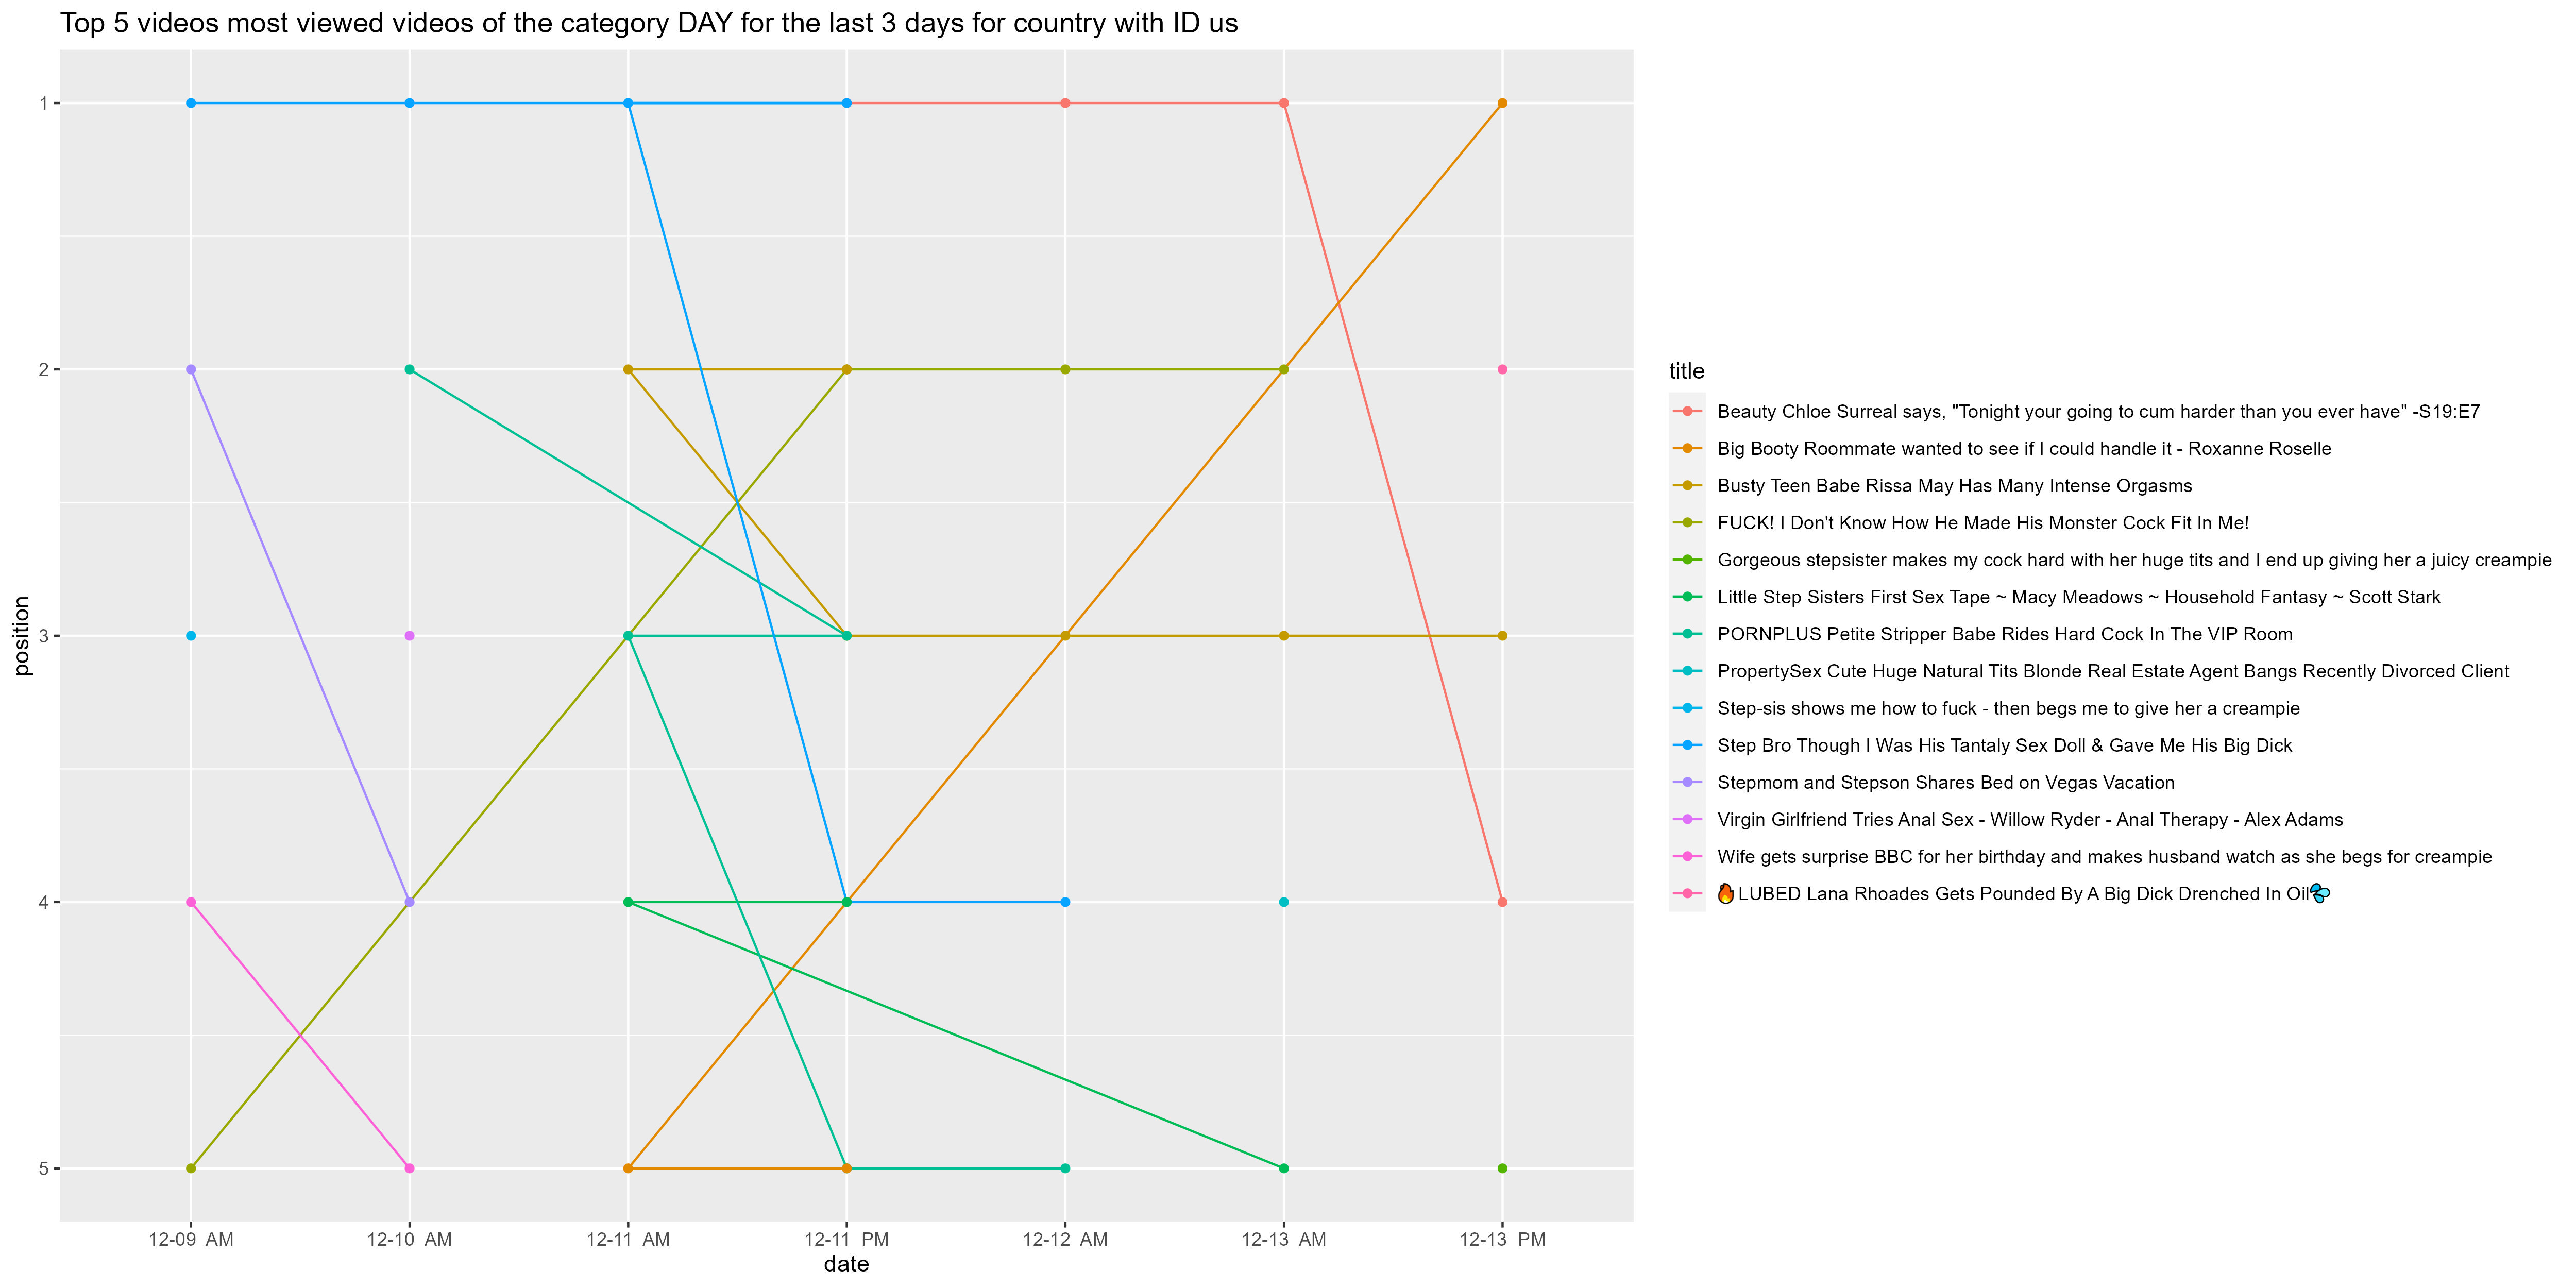 Top 5 videos most viewed videos of the category DAY for the last 3 days for country with ID us
position
1
2
3
4
5
12-09 AM
12-10 AM
12-11 AM
12-11 PM
12-12 AM
12-13 AM
12-13 PM
date
title
Beauty Chloe Surreal says, "Tonight your going to cum harder than you ever have" -S19:E7
Big Booty Roommate wanted to see if I could handle it - Roxanne Roselle
Busty Teen Babe Rissa May Has Many Intense Orgasms
FUCK! I Don't Know How He Made His Monster Cock Fit In Me!
Gorgeous stepsister makes my cock hard with her huge tits and I end up giving her a juicy creampie
Little Step Sisters First Sex Tape ~ Macy Meadows ~ Household Fantasy ~ Scott Stark
PORNPLUS Petite Stripper Babe Rides Hard Cock In The VIP Room
PropertySex Cute Huge Natural Tits Blonde Real Estate Agent Bangs Recently Divorced Client
Step-sis shows me how to fuck - then begs me to give her a creampie
Step Bro Though I Was His Tantaly Sex Doll & Gave Me His Big Dick
Stepmom and Stepson Shares Bed on Vegas Vacation
Virgin Girlfriend Tries Anal Sex - Willow Ryder - Anal Therapy - Alex Adams
Wife gets surprise BBC for her birthday and makes husband watch as she begs for creampie
🔥LUBED Lana Rhoades Gets Pounded By A Big Dick Drenched In Oil💦